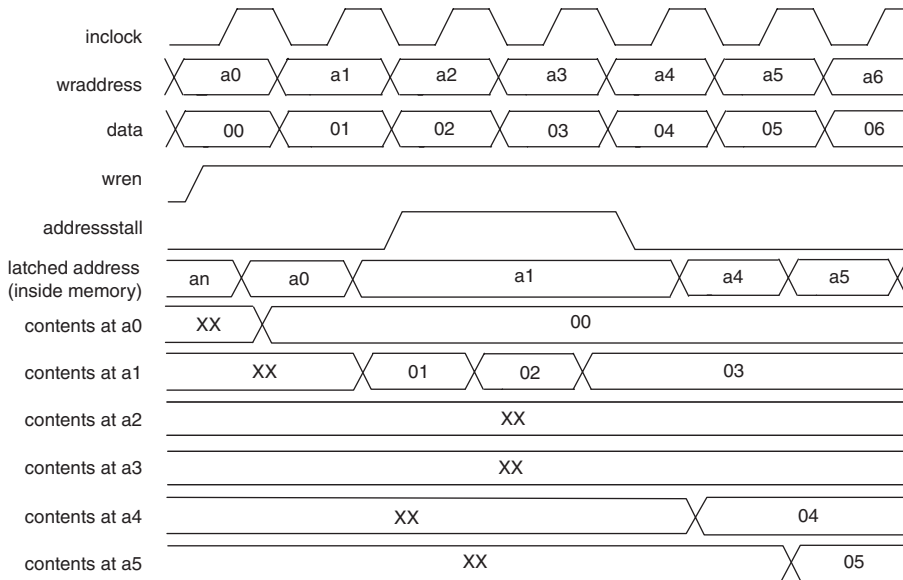 inclock
wraddress a0 a1 a2 a3 a4 a5 a6
data 00 01 02 03 04 05 06
wren
addressstall
latched address
(inside memory) an a0 a1 a4 a5
contents at a0 XX 00
contents at a1 XX 01 02 03
contents at a2 XX
contents at a3 XX
contents at a4 XX 04
contents at a5 XX 05